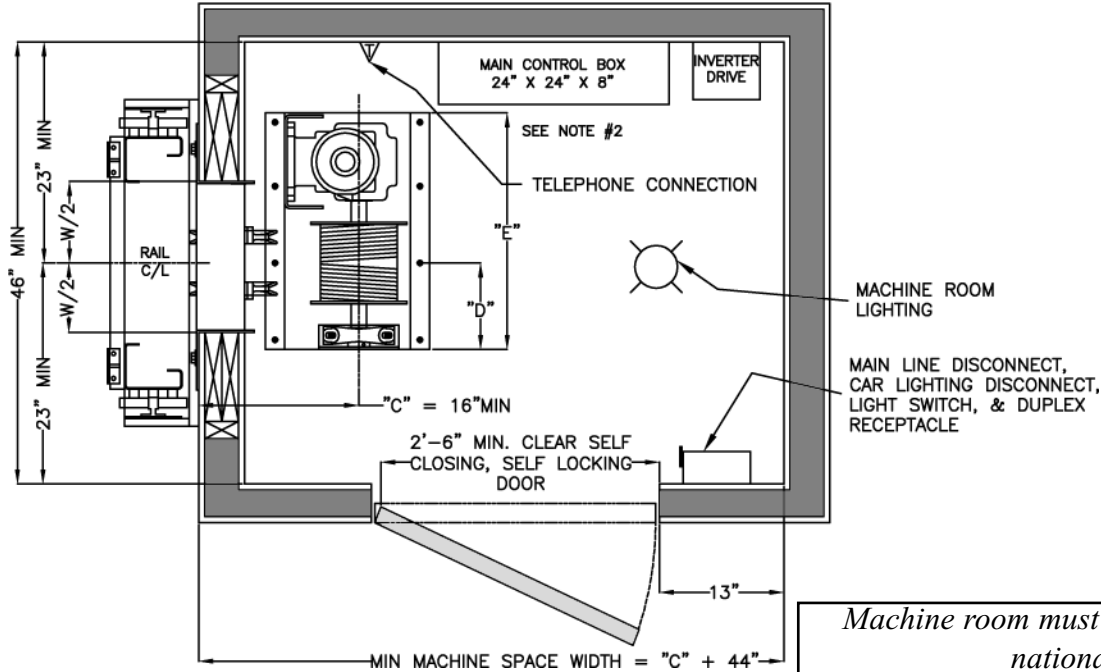 T
MAIN CONTROL BOX
24" X 24" X 8"
INVERTER
DRIVE
SEE NOTE #2
TELEPHONE CONNECTION
23" MIN
46" MIN
W/2
W/2
23" MIN
RAIL
C/L
"E"
"D"
MACHINE ROOM
LIGHTING
MAIN LINE DISCONNECT,
CAR LIGHTING DISCONNECT,
LIGHT SWITCH, & DUPLEX
RECEPTACLE
"C" = 16"MIN
2'-6" MIN. CLEAR SELF
CLOSING, SELF LOCKING
DOOR
13"
MIN MACHINE SPACE WIDTH = "C" + 44"
Machine room must
nationa